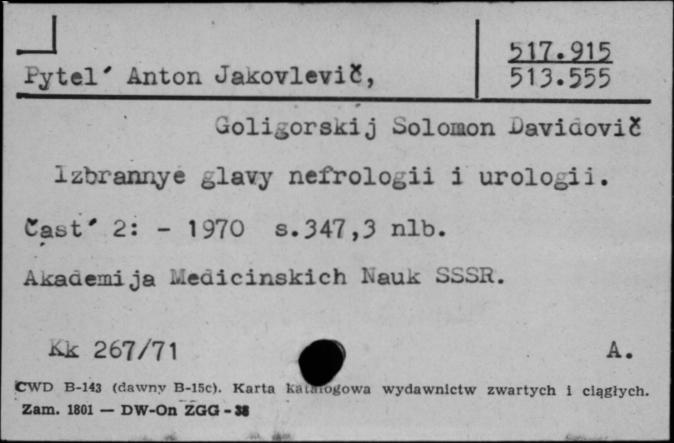 517.915
Pytel´ Anton Jakovlevič, 513.555
Goligorskij Solomon Davidovič
Izbrannye glavy nefrologii i urologii.
Čast´ 2: - 1970 s.347,3 nlb.
Akademija Medicinskich Nauk SSSR.
Kk 267/71 A.
CWD B-143 (dawny B-15c). Karta katalogowa wydawnictw zwartych i ciągłych.
Zam. 1801 — DW-On ZGG - 38